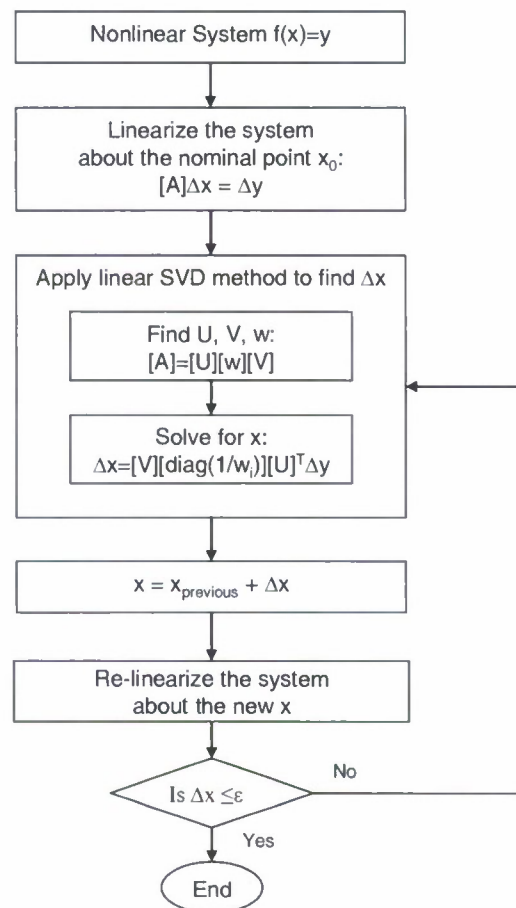 Nonlinear System f(x)=y
Linearize the system
about the nominal point x₀:
[A]Δx = Δy
Apply linear SVD method to find Δx
Find U, V, w:
[A]=[U][w][V]
Solve for x:
Δx=[V][diag(1/wᵢ)][U]ᵀΔy
x = x_previous + Δx
Re-linearize the system
about the new x
Is Δx ≤ε
No
Yes
End